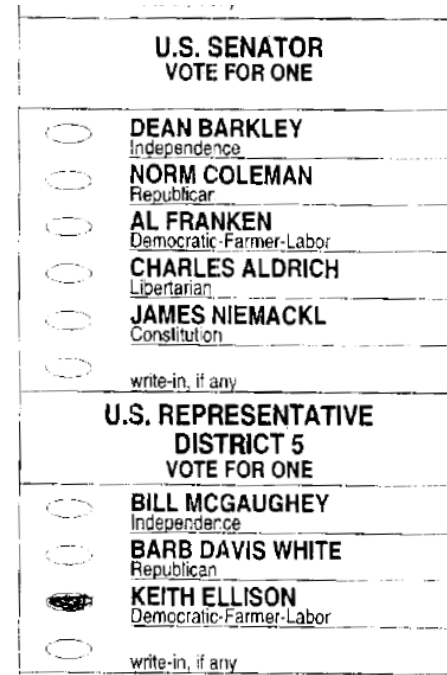 U.S. SENATOR
VOTE FOR ONE
DEAN BARKLEY
Independence
NORM COLEMAN
Republican
AL FRANKEN
Democratic-Farmer-Labor
CHARLES ALDRICH
Libertarian
JAMES NIEMACKL
Constitution
write-in, if any
U.S. REPRESENTATIVE
DISTRICT 5
VOTE FOR ONE
BILL MCGAUGHEY
Independence
BARB DAVIS WHITE
Republican
KEITH ELLISON
Democratic-Farmer-Labor
write-in, if any